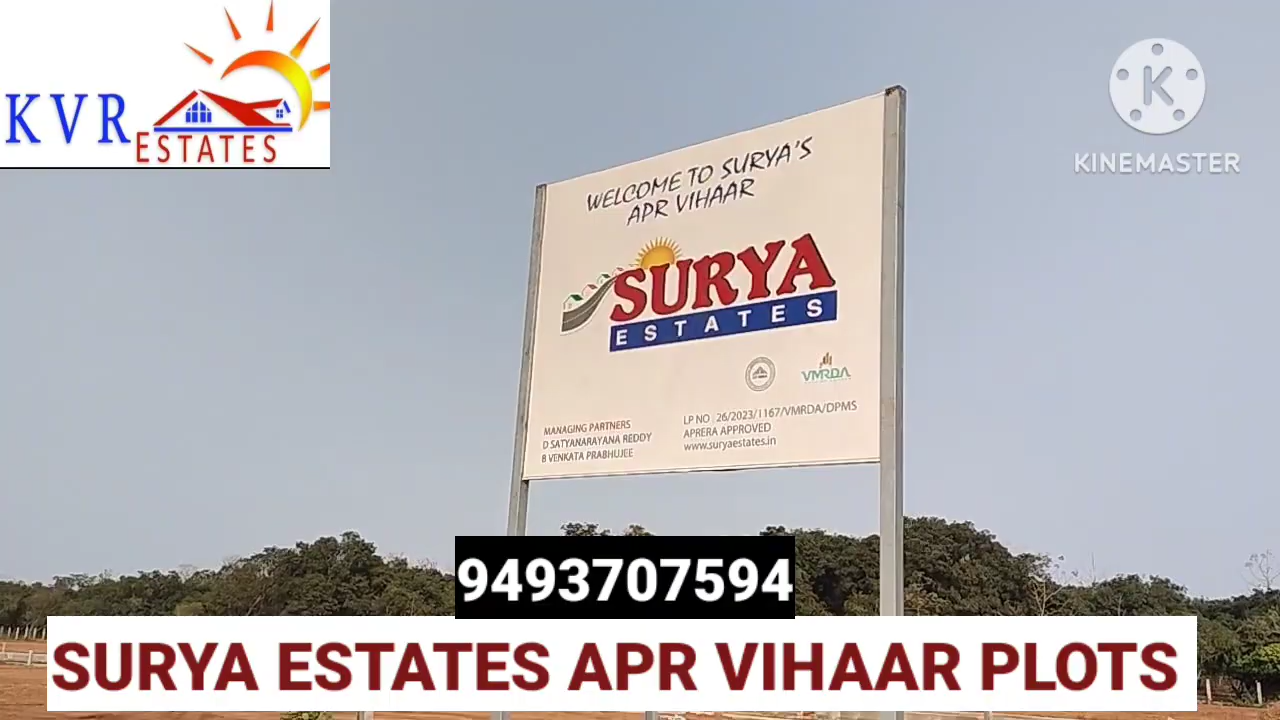 KVR
ESTATES
KINEMASTER
WELCOME TO SURYA'S
APR VIHAAR
SURYA
ESTATES
VMRDA
MANAGING PARTNERS
D SATYANARAYANA REDDY
B VENKATA PRABHUJEE
LP NO 26/2023/1167/VMRDA/DPMS
APRERA APPROVED
www.suryaestates.in
9493707594
SURYA ESTATES APR VIHAAR PLOTS